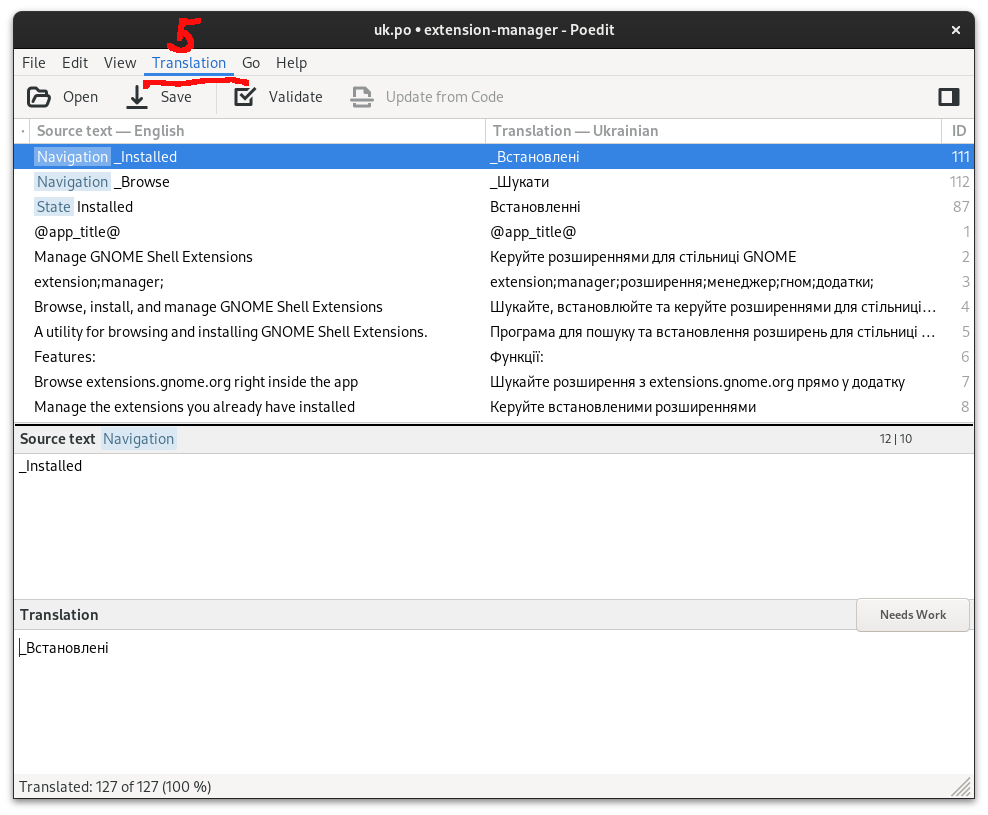 5
uk.po • extension-manager - Poedit
File Edit View Translation Go Help
Open Save Validate Update from Code
· Source text — English Translation — Ukrainian ID
Navigation _Installed _Встановлені 111
Navigation _Browse _Шукати 112
State Installed Встановленні 87
@app_title@ @app_title@ 1
Manage GNOME Shell Extensions Керуйте розширеннями для стільниці GNOME 2
extension;manager; extension;manager;розширення;менеджер;гном;додатки; 3
Browse, install, and manage GNOME Shell Extensions Шукайте, встановлюйте та керуйте розширеннями для стільниці… 4
A utility for browsing and installing GNOME Shell Extensions. Програма для пошуку та встановлення розширень для стільниці … 5
Features: Функції: 6
Browse extensions.gnome.org right inside the app Шукайте розширення з extensions.gnome.org прямо у додатку 7
Manage the extensions you already have installed Керуйте встановленими розширеннями 8
Source text Navigation 12 | 10
_Installed
Translation Needs Work
_Встановлені
Translated: 127 of 127 (100 %)